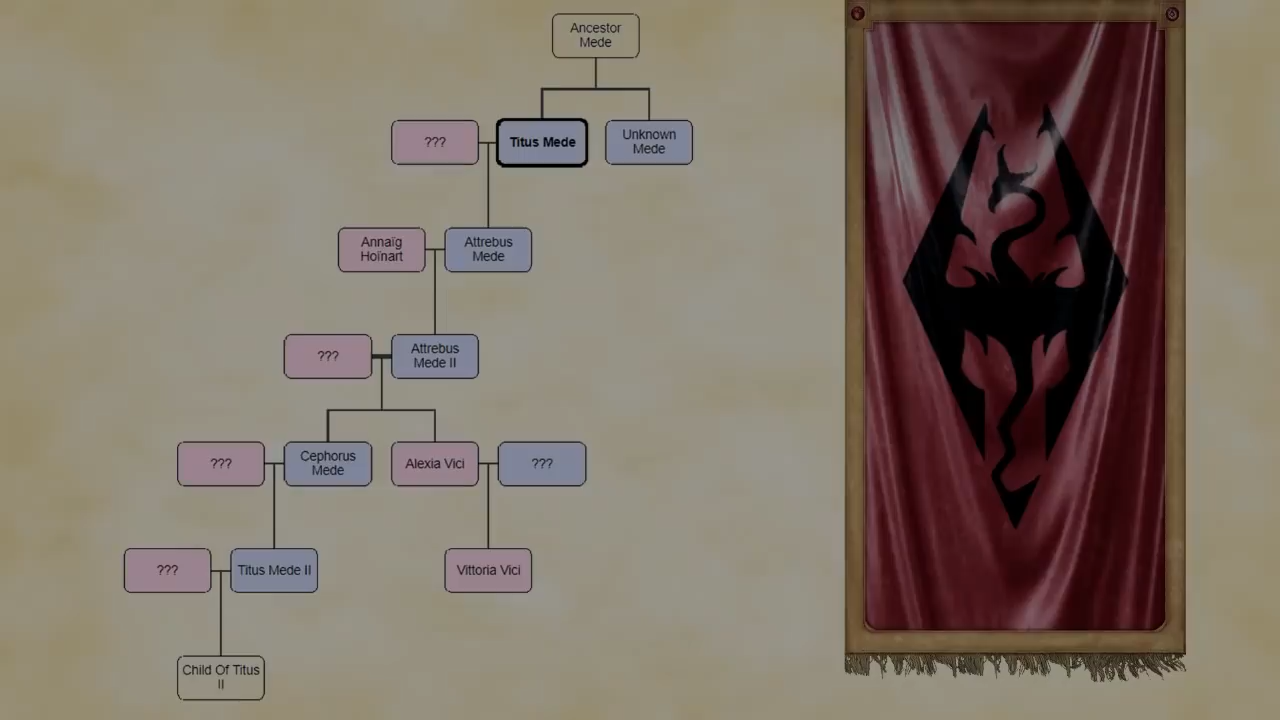 Ancestor
Mede
???
Titus Mede
Unknown
Mede
Annaïg
Hoïnart
Attrebus
Mede
???
Attrebus
Mede II
???
Cephorus
Mede
Alexia Vici
???
???
Titus Mede II
Vittoria Vici
Child Of Titus
II